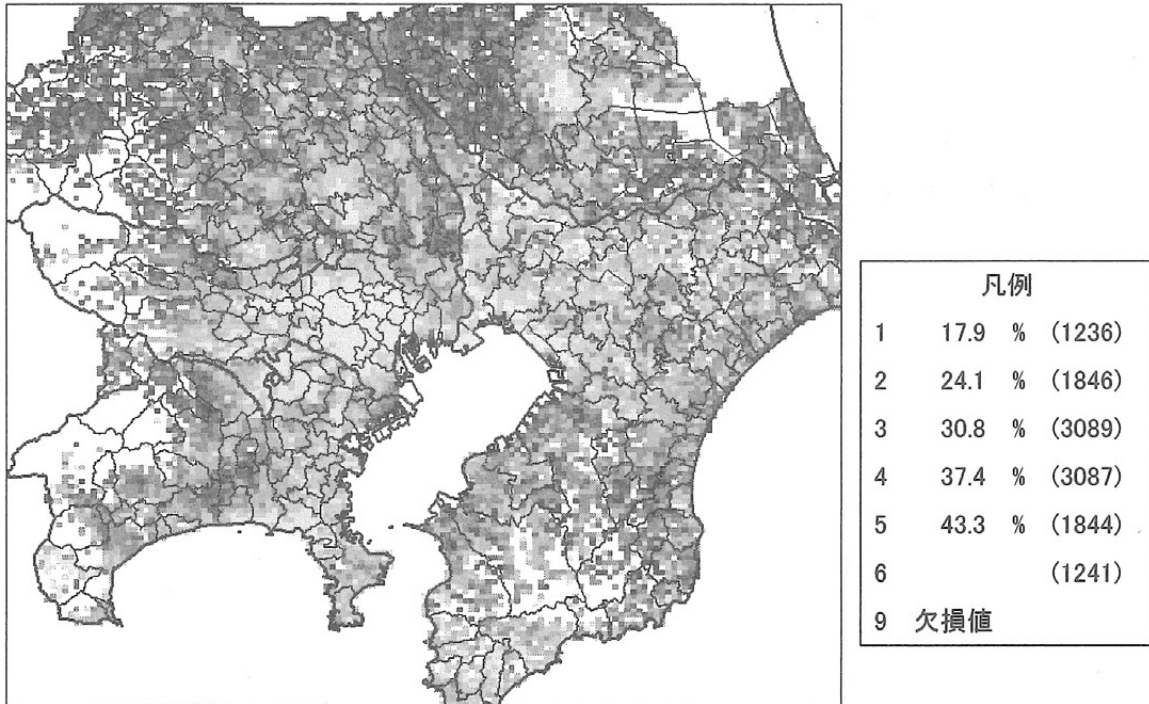 凡例
1 17.9 % (1236)
2 24.1 % (1846)
3 30.8 % (3089)
4 37.4 % (3087)
5 43.3 % (1844)
6 (1241)
9 欠損値